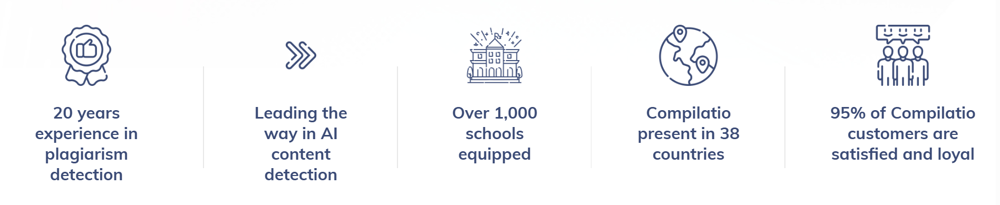 20 years
experience in
plagiarism
detection
Leading the
way in AI
content
detection
Over 1,000
schools
equipped
Compilatio
present in 38
countries
95% of Compilatio
customers are
satisfied and loyal